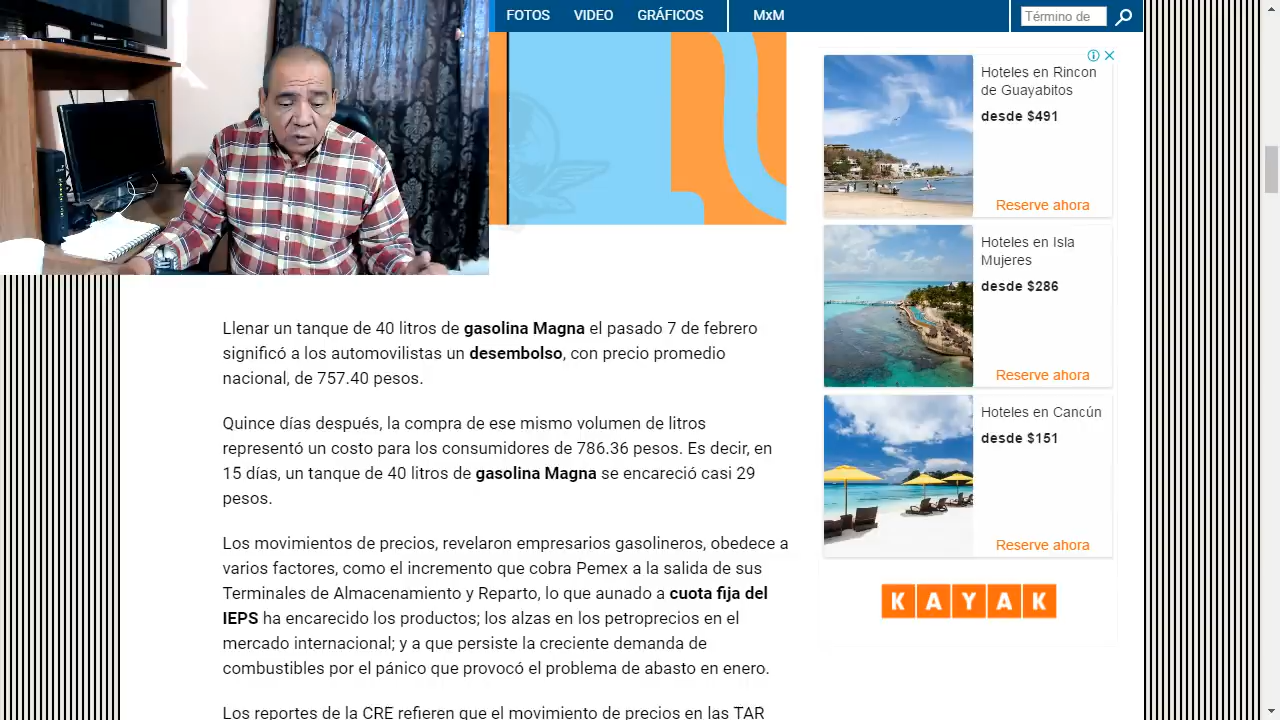 FOTOS VIDEO GRÁFICOS MxM Término de
Hoteles en Rincon
de Guayabitos
desde $491
Reserve ahora
Hoteles en Isla
Mujeres
desde $286
Reserve ahora
Hoteles en Cancún
desde $151
Reserve ahora
KAYAK
Llenar un tanque de 40 litros de gasolina Magna el pasado 7 de febrero
significó a los automovilistas un desembolso, con precio promedio
nacional, de 757.40 pesos.
Quince días después, la compra de ese mismo volumen de litros
representó un costo para los consumidores de 786.36 pesos. Es decir, en
15 días, un tanque de 40 litros de gasolina Magna se encareció casi 29
pesos.
Los movimientos de precios, revelaron empresarios gasolineros, obedece a
varios factores, como el incremento que cobra Pemex a la salida de sus
Terminales de Almacenamiento y Reparto, lo que aunado a cuota fija del
IEPS ha encarecido los productos; los alzas en los petroprecios en el
mercado internacional; y a que persiste la creciente demanda de
combustibles por el pánico que provocó el problema de abasto en enero.
Los reportes de la CRE refieren que el movimiento de precios en las TAR